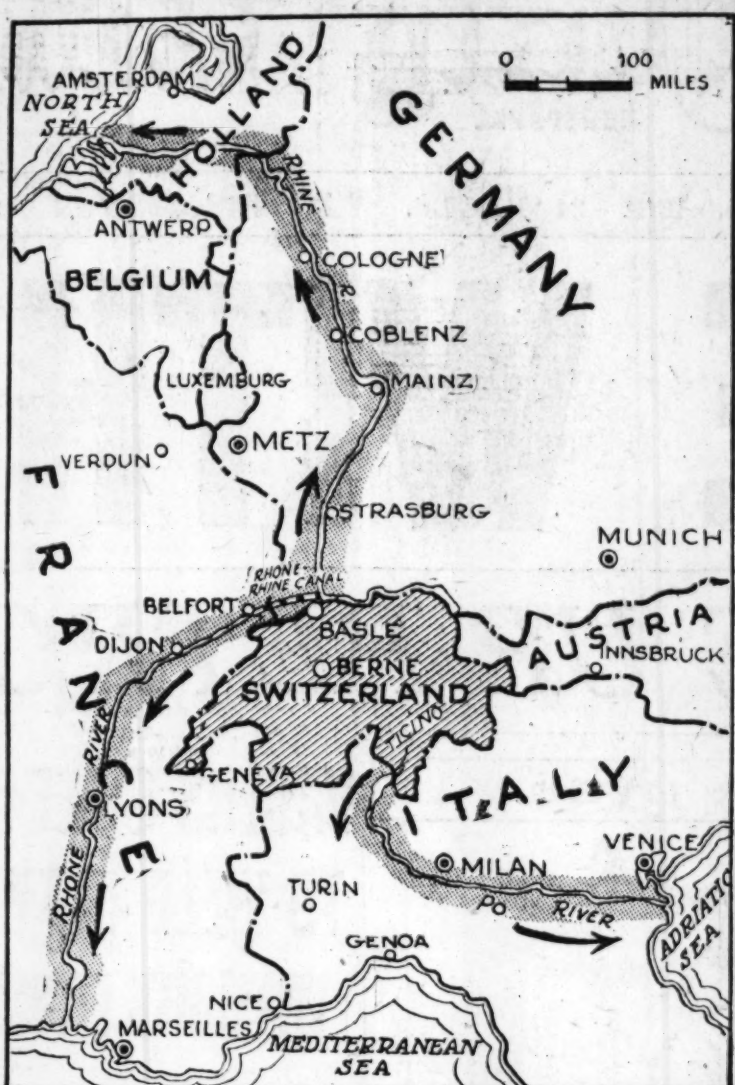 0 100
MILES
AMSTERDAM
NORTH
SEA
HOLLAND
GERMANY
RHINE
R.
ANTWERP
BELGIUM
COLOGNE
COBLENZ
LUXEMBURG
MAINZ
METZ
VERDUN
FRANCE
STRASBURG
MUNICH
RHONE-
RHINE CANAL
BELFORT
BASLE
AUSTRIA
DIJON
BERNE
INNSBRUCK
SWITZERLAND
TICINO
RIVER
GENEVA
ITALY
LYONS
VENICE
MILAN
RHONE
TURIN
PO
RIVER
ADRIATIC
SEA
GENOA
NICE
MARSEILLES
MEDITERRANEAN
SEA